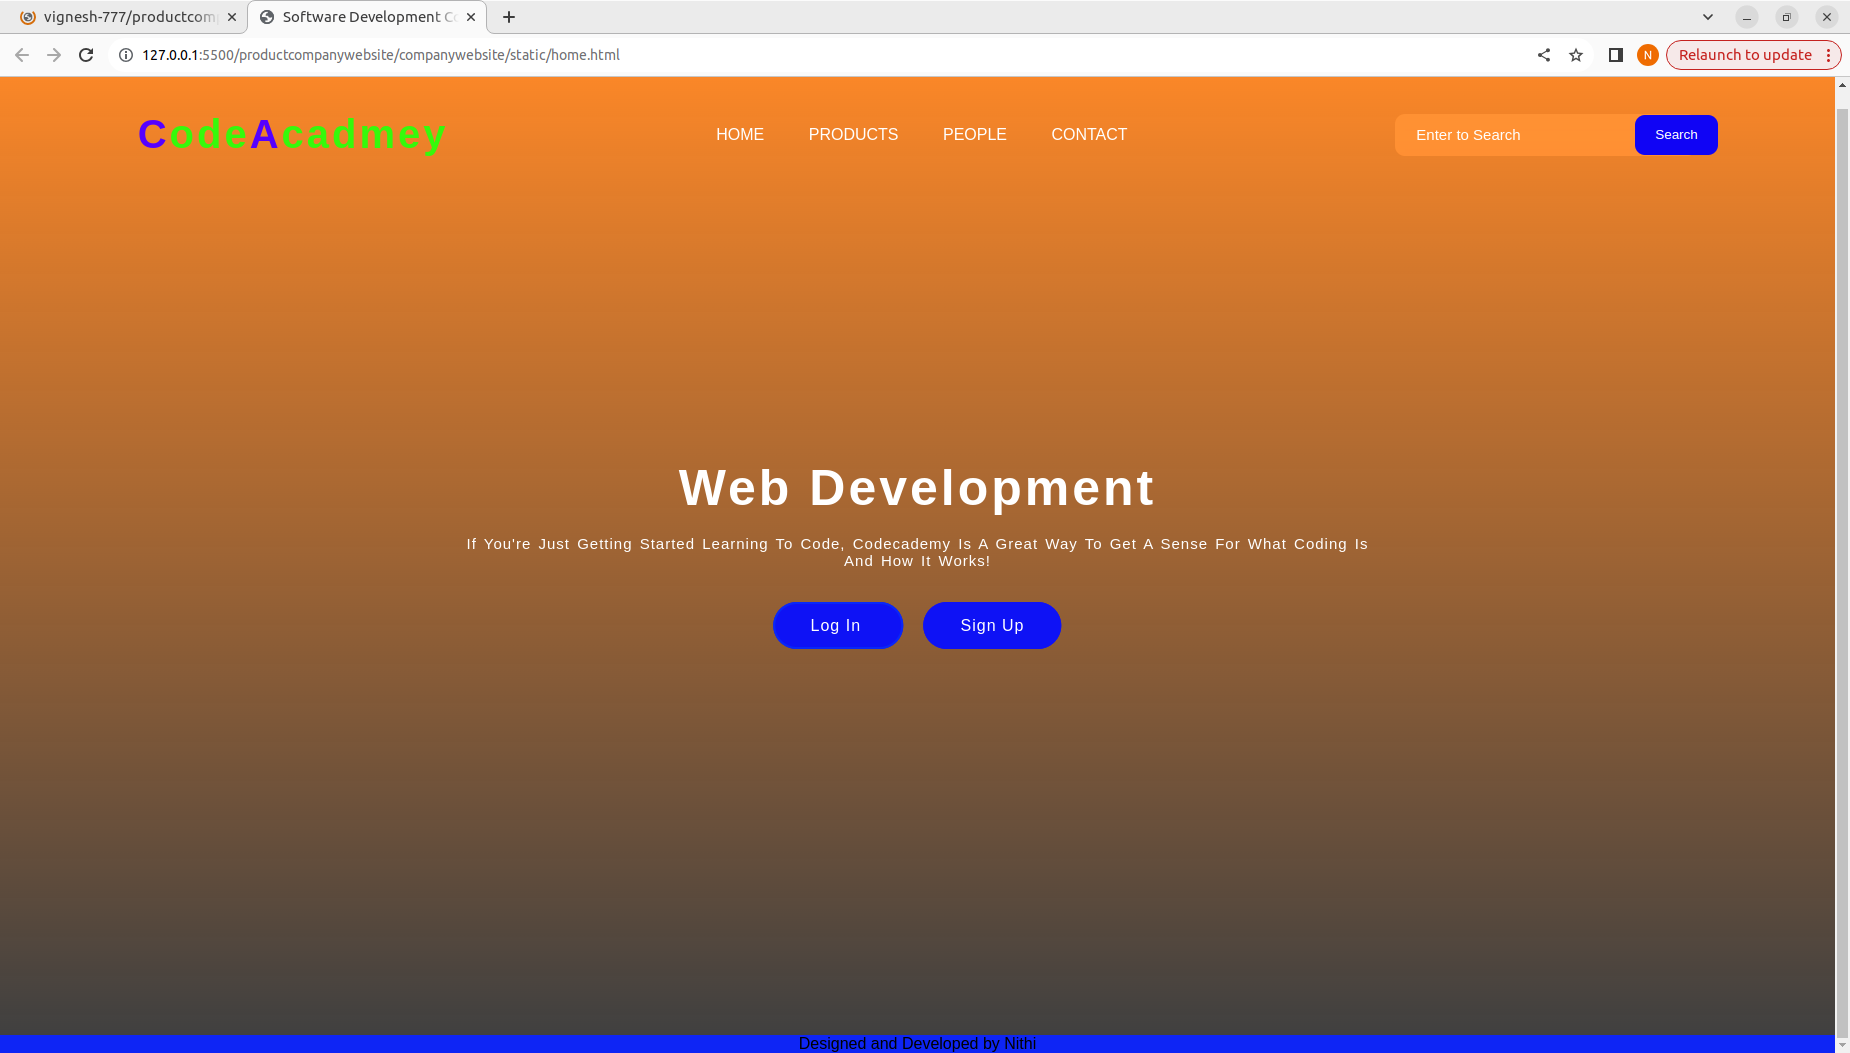 vignesh-777/productcom
Software Development C
127.0.0.1:5500/productcompanywebsite/companywebsite/static/home.html
N
Relaunch to update
CodeAcadmey
HOME
PRODUCTS
PEOPLE
CONTACT
Enter to Search
Search
Web Development
If You're Just Getting Started Learning To Code, Codecademy Is A Great Way To Get A Sense For What Coding Is
And How It Works!
Log In
Sign Up
Designed and Developed by Nithi